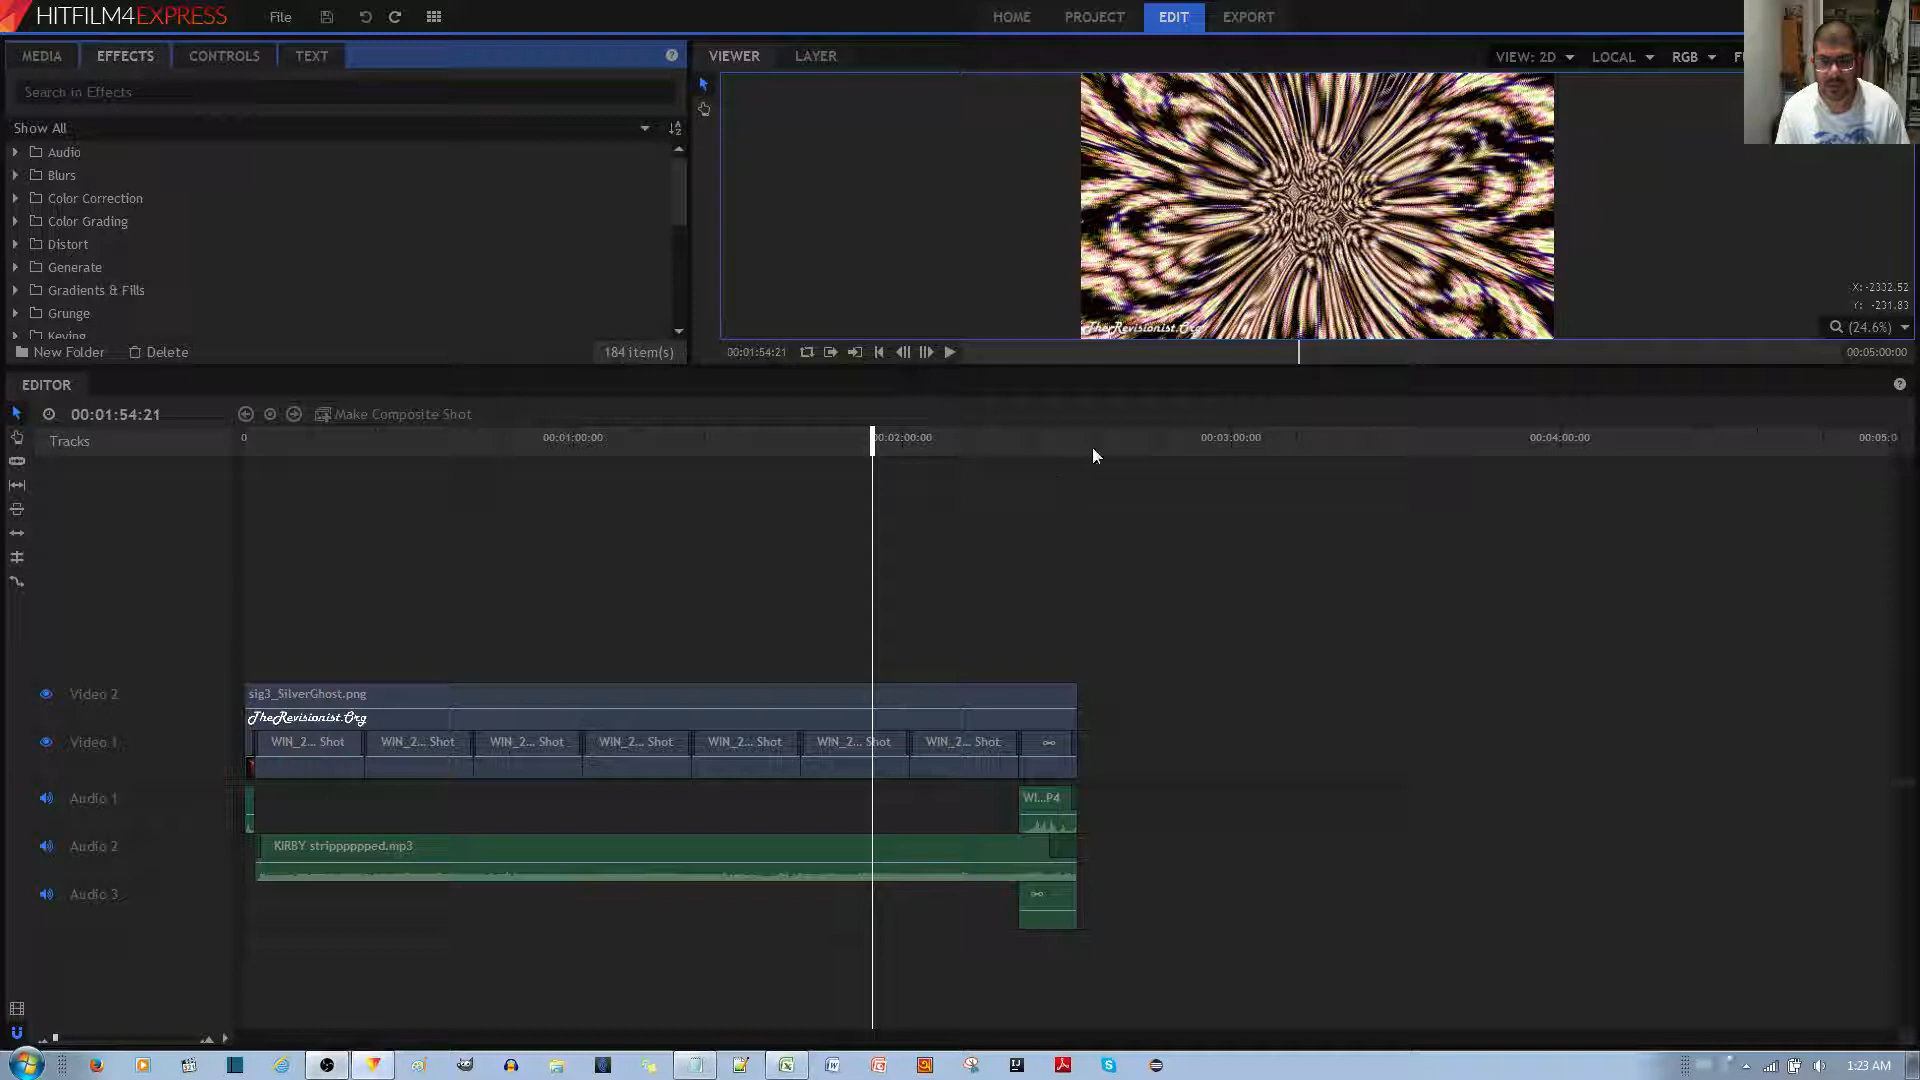 HITFILM4EXPRESS
File
HOME
PROJECT
EDIT
EXPORT
MEDIA
EFFECTS
CONTROLS
TEXT
Search in Effects
Show All
Audio
Blurs
Color Correction
Color Grading
Distort
Generate
Gradients & Fills
Grunge
Keying
New Folder
Delete
184 item(s)
VIEWER
LAYER
VIEW: 2D
LOCAL
RGB
TheRevisionist.Org
X: -2332.52
Y: -231.83
(24.6%)
00:01:54:21
00:05:00:00
EDITOR
00:01:54:21
Make Composite Shot
Tracks
0
00:01:00:00
00:02:00:00
00:03:00:00
00:04:00:00
00:05:0
Video 2
sig3_SilverGhost.png
TheRevisionist.Org
Video 1
WIN_2... Shot
WIN_2... Shot
WIN_2... Shot
WIN_2... Shot
WIN_2... Shot
WIN_2... Shot
WIN_2... Shot
Audio 1
WI...P4
Audio 2
KIRBY stripppppped.mp3
Audio 3
1:23 AM